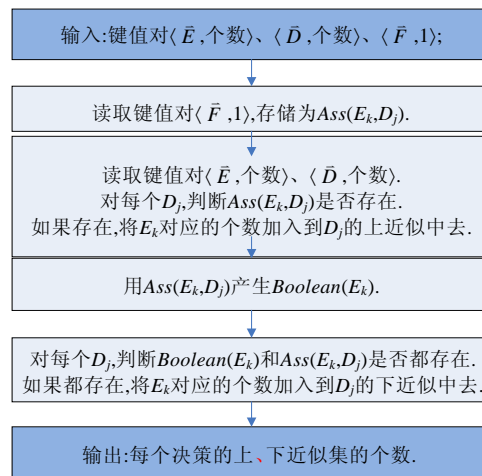 输入:键值对⟨ E⃗ ,个数⟩、⟨ D⃗ ,个数⟩、⟨ F⃗ ,1⟩;
读取键值对⟨ F⃗ ,1⟩,存储为Ass(Eₖ,Dⱼ).
读取键值对⟨ E⃗ ,个数⟩、⟨ D⃗ ,个数⟩.
对每个Dⱼ,判断Ass(Eₖ,Dⱼ)是否存在.
如果存在,将Eₖ对应的个数加入到Dⱼ的上近似中去.
用Ass(Eₖ,Dⱼ)产生Boolean(Eₖ).
对每个Dⱼ,判断Boolean(Eₖ)和Ass(Eₖ,Dⱼ)是否都存在.
如果都存在,将Eₖ对应的个数加入到Dⱼ的下近似中去.
输出:每个决策的上、下近似集的个数.